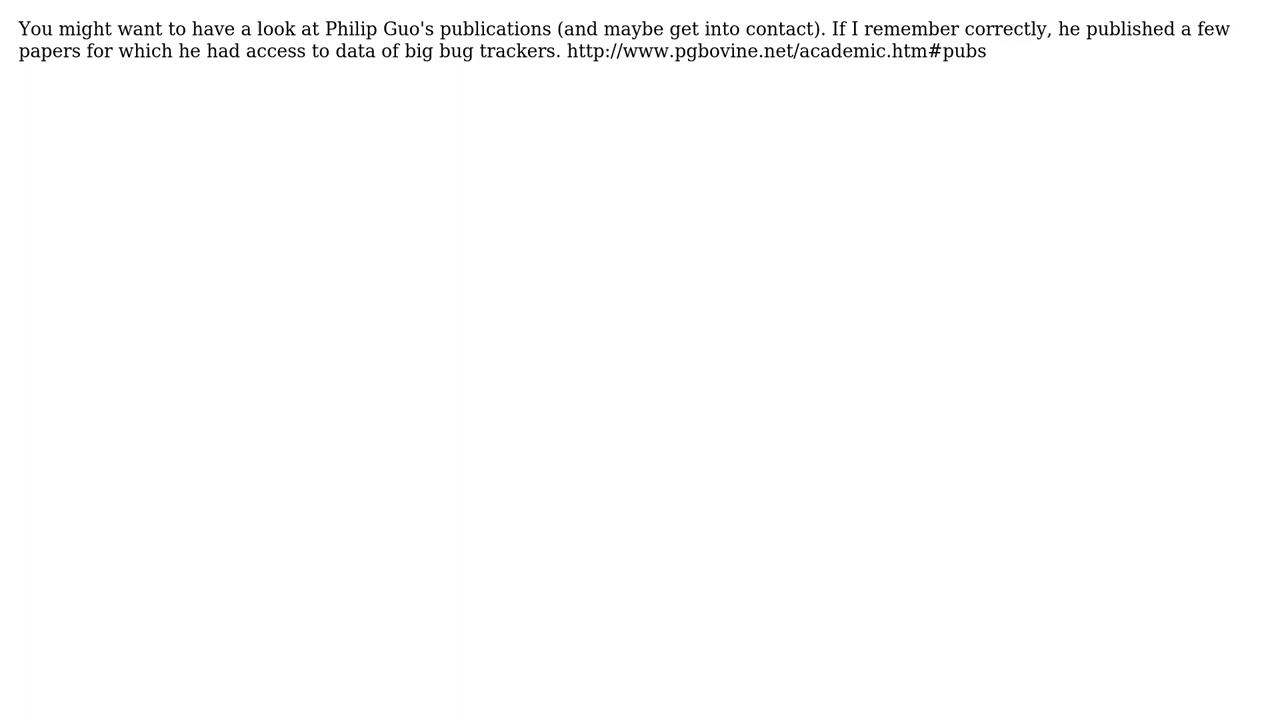 You might want to have a look at Philip Guo's publications (and maybe get into contact). If I remember correctly, he published a few
papers for which he had access to data of big bug trackers. http://www.pgbovine.net/academic.htm#pubs